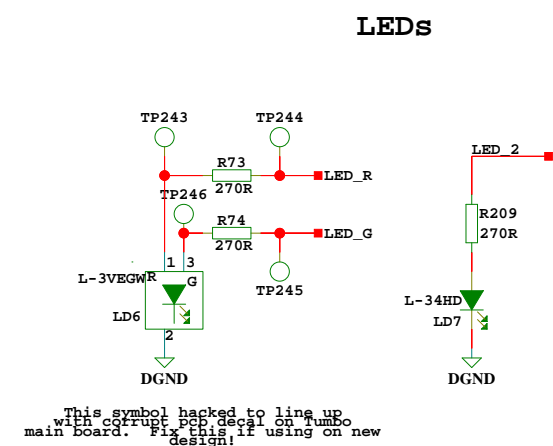 LEDs
TP243
TP244
LED_2
R73
270R
LED_R
TP246
R74
270R
LED_G
R209
270R
1 3
L-3VEGW
R
G
TP245
LD6
2
L-34HD
LD7
DGND
DGND
This symbol hacked to line up
with corrupt pcb decal on Tumbo
main board. Fix this if using on new
design!